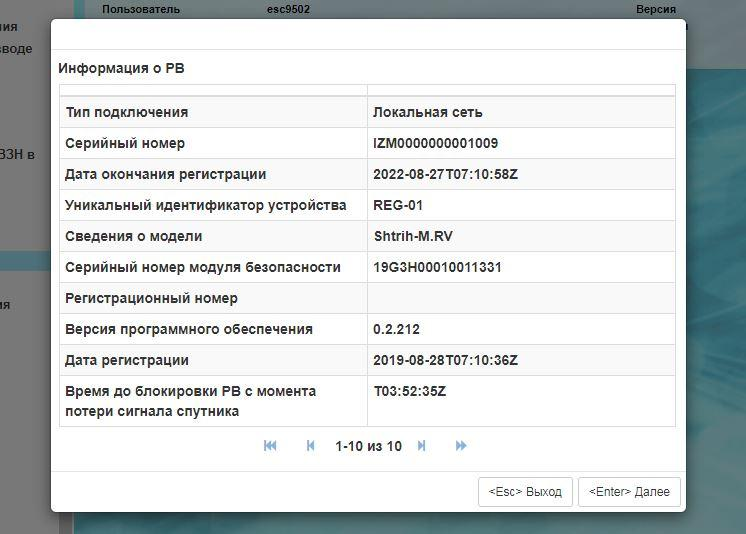 Пользователь esc9502 Версия
ия
зводе
Информация о РВ
Тип подключения Локальная сеть
Серийный номер IZM0000000001009
ВЗН в
Дата окончания регистрации 2022-08-27T07:10:58Z
Уникальный идентификатор устройства REG-01
Сведения о модели Shtrih-M.RV
Серийный номер модуля безопасности 19G3H00010011331
Регистрационный номер
ия
Версия программного обеспечения 0.2.212
Дата регистрации 2019-08-28T07:10:36Z
Время до блокировки РВ с момента T03:52:35Z
потери сигнала спутника
1-10 из 10
<Esc> Выход <Enter> Далее